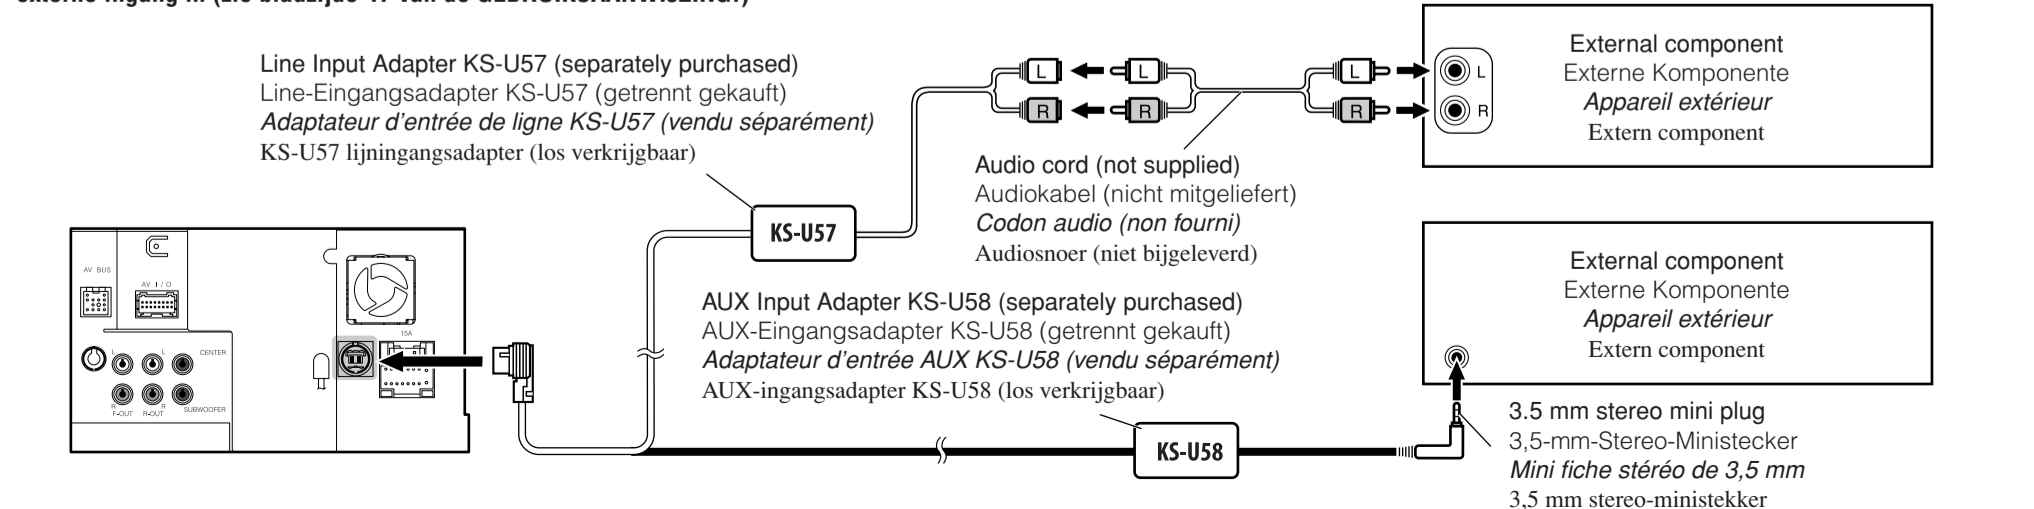 Line Input Adapter KS-U57 (separately purchased)
Line-Eingangsadapter KS-U57 (getrennt gekauft)
Adaptateur d'entrée de ligne KS-U57 (vendu séparément)
KS-U57 lijningangsadapter (los verkrijgbaar)
L
L
L
L
R
R
R
R
External component
Externe Komponente
Appareil extérieur
Extern component
Audio cord (not supplied)
Audiokabel (nicht mitgeliefert)
Codon audio (non fourni)
Audiosnoer (niet bijgeleverd)
KS-U57
AV BUS
AV I / O
15A
L
L
CENTER
R
R
F-OUT
R-OUT
SUBWOOFER
AUX Input Adapter KS-U58 (separately purchased)
AUX-Eingangsadapter KS-U58 (getrennt gekauft)
Adaptateur d'entrée AUX KS-U58 (vendu séparément)
AUX-ingangsadapter KS-U58 (los verkrijgbaar)
KS-U58
External component
Externe Komponente
Appareil extérieur
Extern component
3.5 mm stereo mini plug
3,5-mm-Stereo-Ministecker
Mini fiche stéréo de 3,5 mm
3,5 mm stereo-ministekker